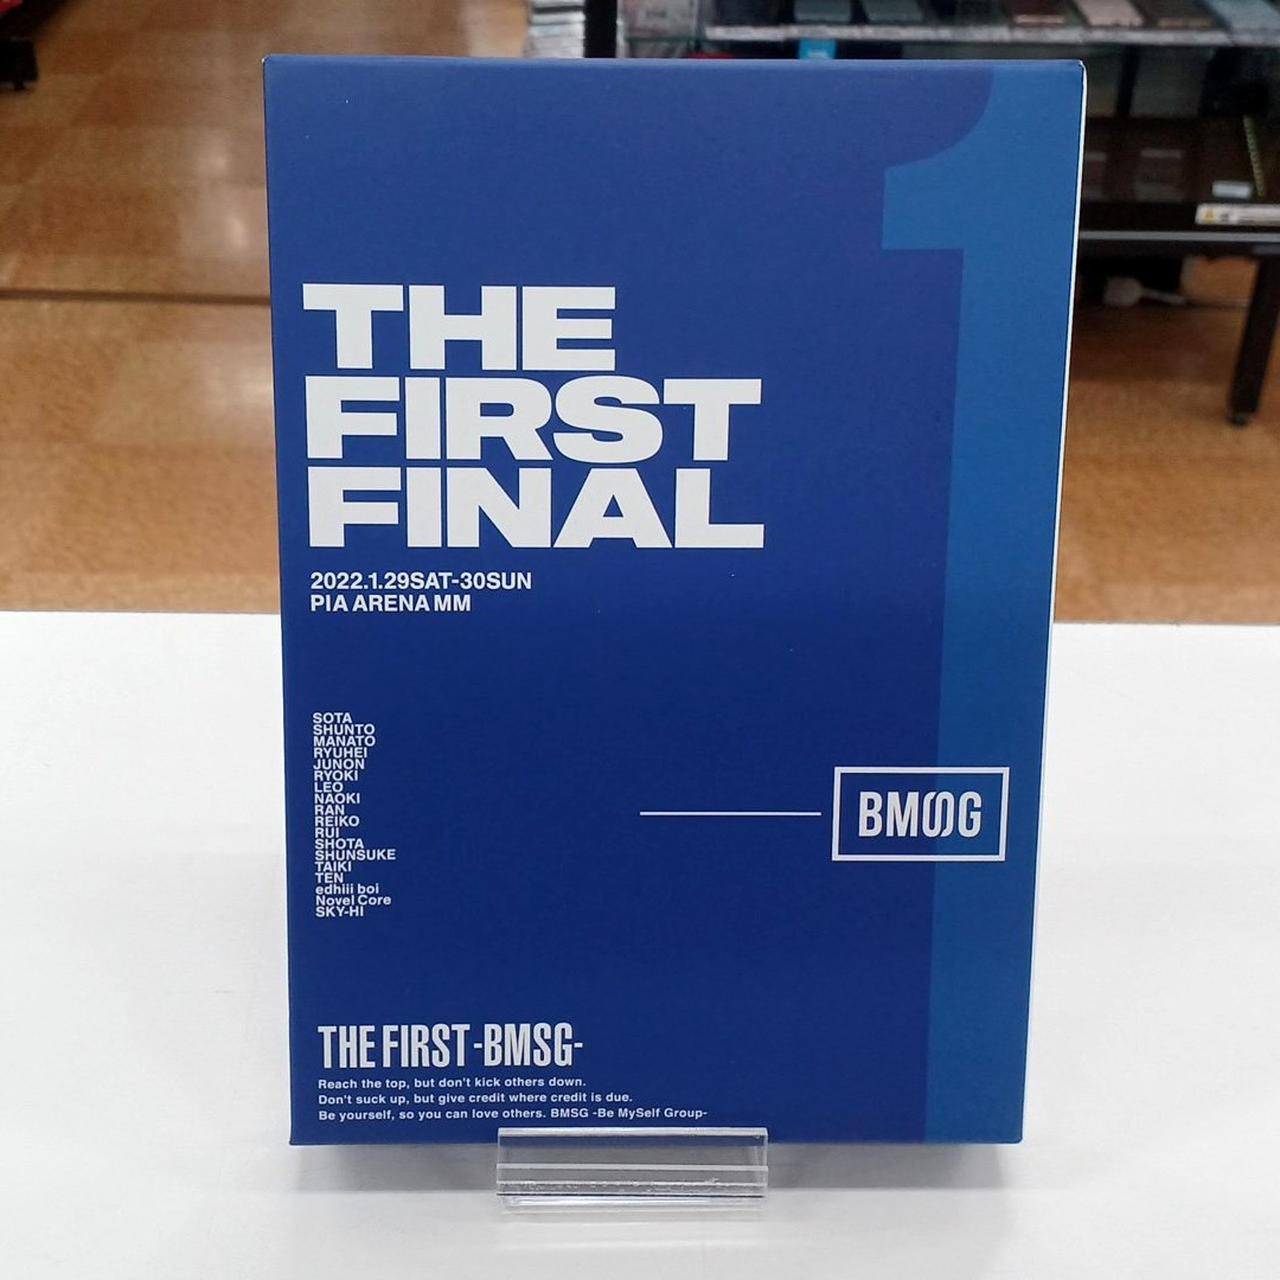 THE
FIRST
FINAL
2022.1.29SAT-30SUN
PIA ARENA MM
SOTA
SHUNTO
MANATO
RYUHEI
JUNON
RYOKI
LEO
NAOKI
RAN
REIKO
RUI
SHOTA
SHUNSUKE
TAIKI
TEN
edhiii boi
Novel Core
SKY-HI
BMSG
THE FIRST -BMSG-
Reach the top, but don't kick others down.
Don't suck up, but give credit where credit is due.
Be yourself, so you can love others. BMSG -Be MySelf Group-
1